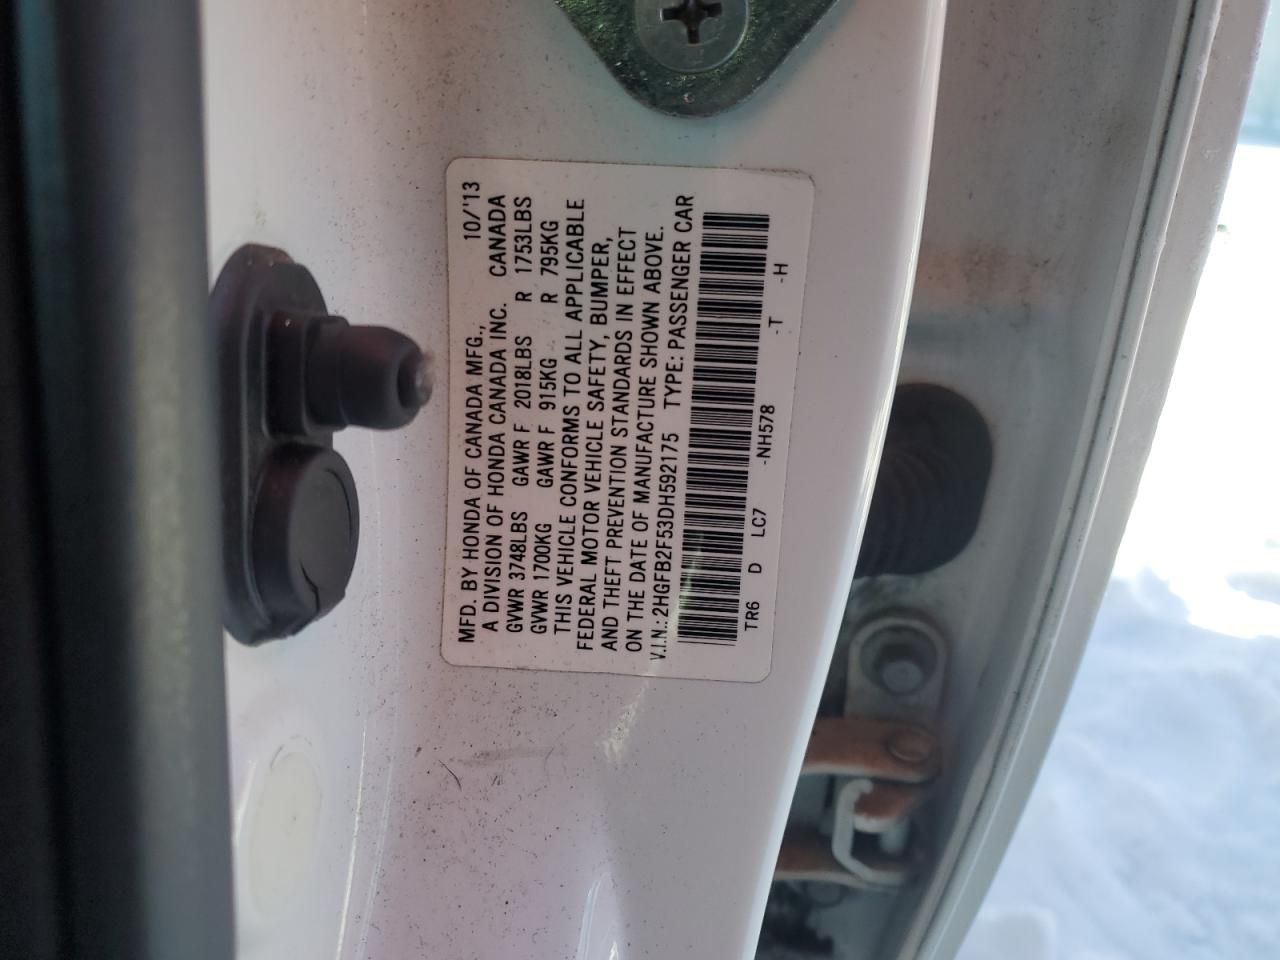 MFD. BY HONDA OF CANADA MFG., 10/'13
A DIVISION OF HONDA CANADA INC. CANADA
GVWR 3748LBS GAWR F 2018LBS R 1753LBS
GVWR 1700KG GAWR F 915KG R 795KG
THIS VEHICLE CONFORMS TO ALL APPLICABLE
FEDERAL MOTOR VEHICLE SAFETY, BUMPER,
AND THEFT PREVENTION STANDARDS IN EFFECT
ON THE DATE OF MANUFACTURE SHOWN ABOVE.
V.I.N.: 2HGFB2F53DH592175 TYPE: PASSENGER CAR
TR6 D LC7 -NH578 -T -H